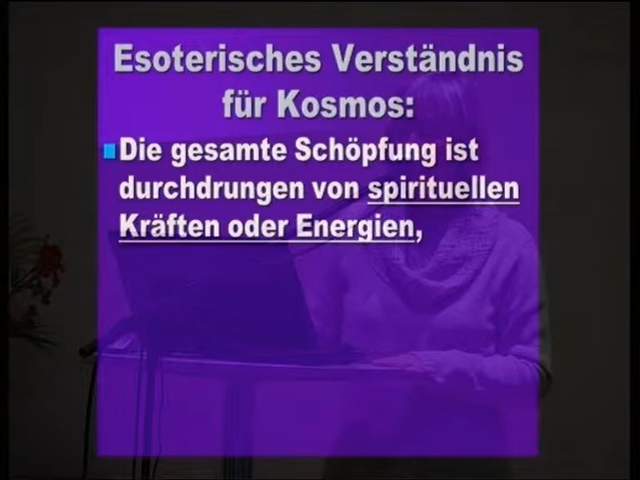 Esoterisches Verständnis
für Kosmos:
Die gesamte Schöpfung ist
durchdrungen von spirituellen
Kräften oder Energien,